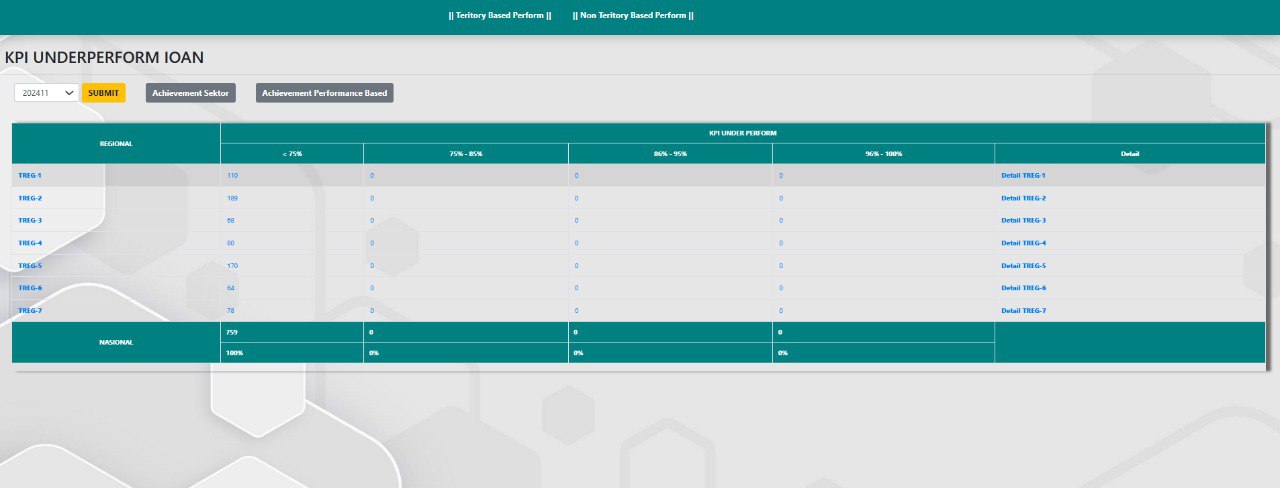 || Teritory Based Perform || || Non Teritory Based Perform ||
KPI UNDERPERFORM IOAN
202411 SUBMIT Achievement Sektor Achievement Performance Based
REGIONAL KPI UNDER PERFORM
< 75% 75% - 85% 86% - 95% 96% - 100% Detail
TREG-1 110 0 0 0 Detail TREG-1
TREG-2 189 0 0 0 Detail TREG-2
TREG-3 68 0 0 0 Detail TREG-3
TREG-4 80 0 0 0 Detail TREG-4
TREG-5 170 0 0 0 Detail TREG-5
TREG-6 64 0 0 0 Detail TREG-6
TREG-7 78 0 0 0 Detail TREG-7
NASIONAL 759 0 0 0
100% 0% 0% 0%